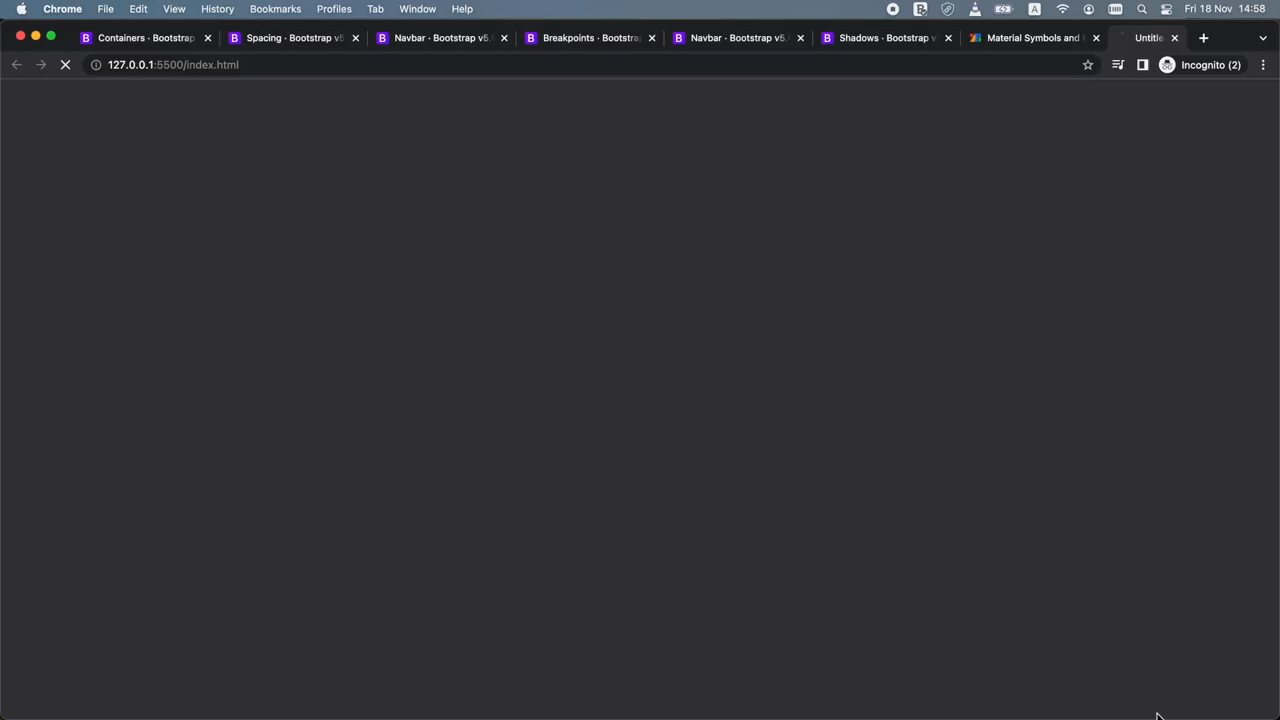 Chrome File Edit View History Bookmarks Profiles Tab Window Help A Fri 18 Nov 14:58
B Containers · Bootstrap B Spacing · Bootstrap v5 B Navbar · Bootstrap v5. B Breakpoints · Bootstra B Navbar · Bootstrap v5. B Shadows · Bootstrap v Material Symbols and Untitle
127.0.0.1:5500/index.html Incognito (2)